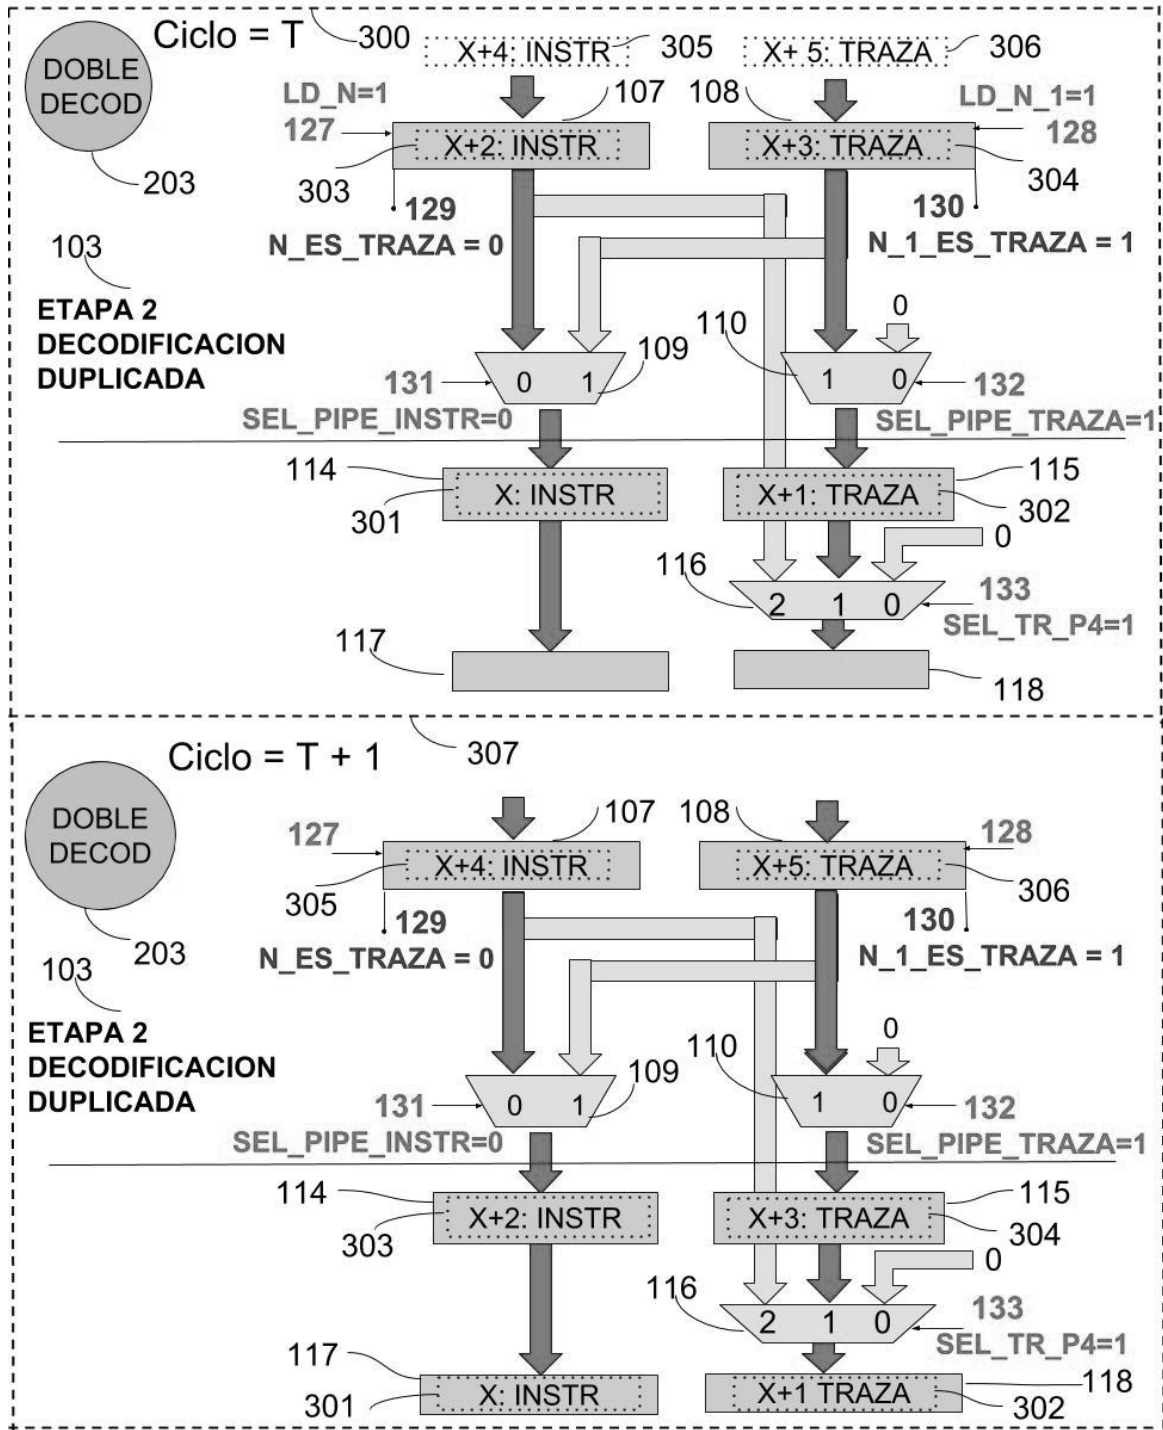 Ciclo = T
300
X+4: INSTR
305
X+ 5: TRAZA
306
DOBLE
DECOD
203
LD_N=1
127
107
108
LD_N_1=1
128
X+2: INSTR
303
X+3: TRAZA
304
129
N_ES_TRAZA = 0
130
N_1_ES_TRAZA = 1
103
ETAPA 2
DECODIFICACION
DUPLICADA
0
110
109
0 1
1 0
131
SEL_PIPE_INSTR=0
132
SEL_PIPE_TRAZA=1
114
X: INSTR
301
115
X+1: TRAZA
302
0
116
2 1 0
133
SEL_TR_P4=1
117
118
Ciclo = T + 1
307
DOBLE
DECOD
203
107
108
127
128
X+4: INSTR
305
X+5: TRAZA
306
129
N_ES_TRAZA = 0
130
N_1_ES_TRAZA = 1
103
ETAPA 2
DECODIFICACION
DUPLICADA
0
110
109
0 1
1 0
131
SEL_PIPE_INSTR=0
132
SEL_PIPE_TRAZA=1
114
X+2: INSTR
303
115
X+3: TRAZA
304
0
116
2 1 0
133
SEL_TR_P4=1
117
X: INSTR
301
X+1 TRAZA
118
302